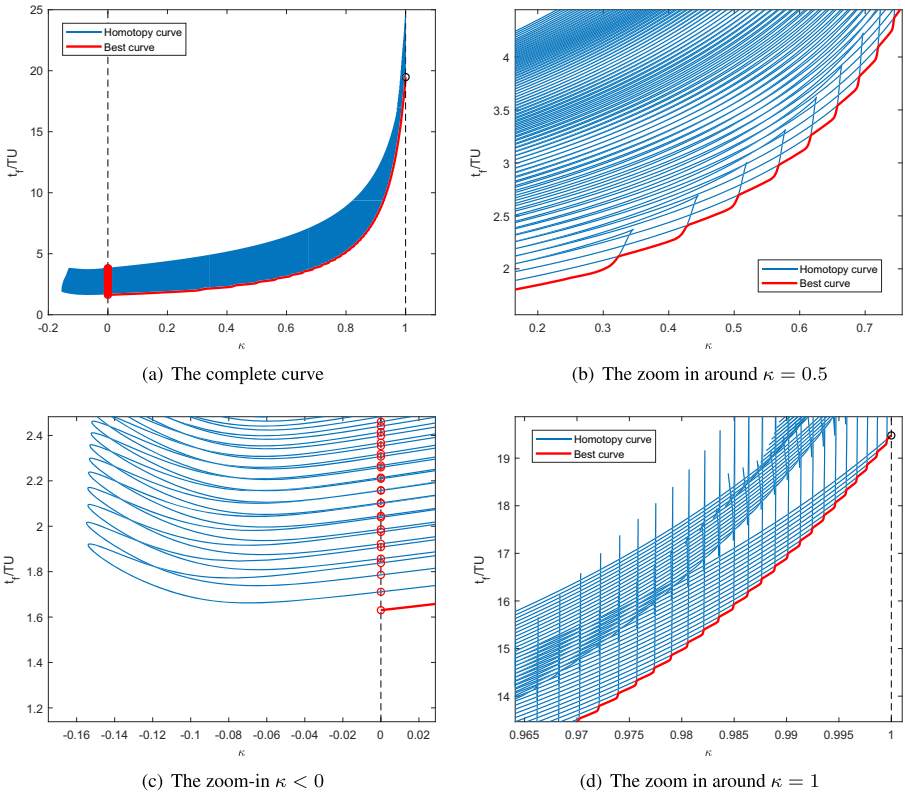 25
20
15
10
5
0
t_f/TU
-0.2 0 0.2 0.4 0.6 0.8 1
κ
Homotopy curve
Best curve
(a) The complete curve
4
3.5
3
2.5
2
t_f/TU
0.2 0.3 0.4 0.5 0.6 0.7
κ
Homotopy curve
Best curve
(b) The zoom in around κ = 0.5
2.4
2.2
2
1.8
1.6
1.4
1.2
t_f/TU
-0.16 -0.14 -0.12 -0.1 -0.08 -0.06 -0.04 -0.02 0 0.02
κ
(c) The zoom-in κ < 0
19
18
17
16
15
14
t_f/TU
0.965 0.97 0.975 0.98 0.985 0.99 0.995 1
κ
Homotopy curve
Best curve
(d) The zoom in around κ = 1